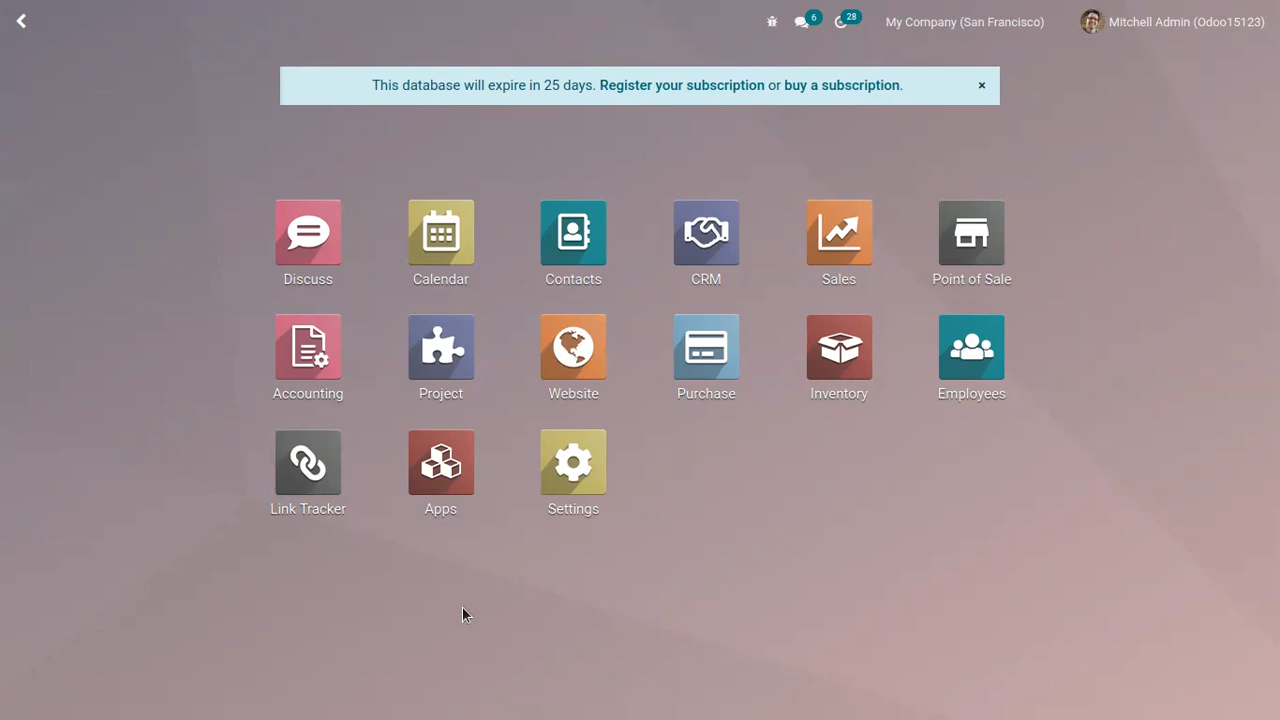 6 28 My Company (San Francisco) Mitchell Admin (Odoo15123)
This database will expire in 25 days. Register your subscription or buy a subscription. ×
Discuss Calendar Contacts CRM Sales Point of Sale
Accounting Project Website Purchase Inventory Employees
Link Tracker Apps Settings